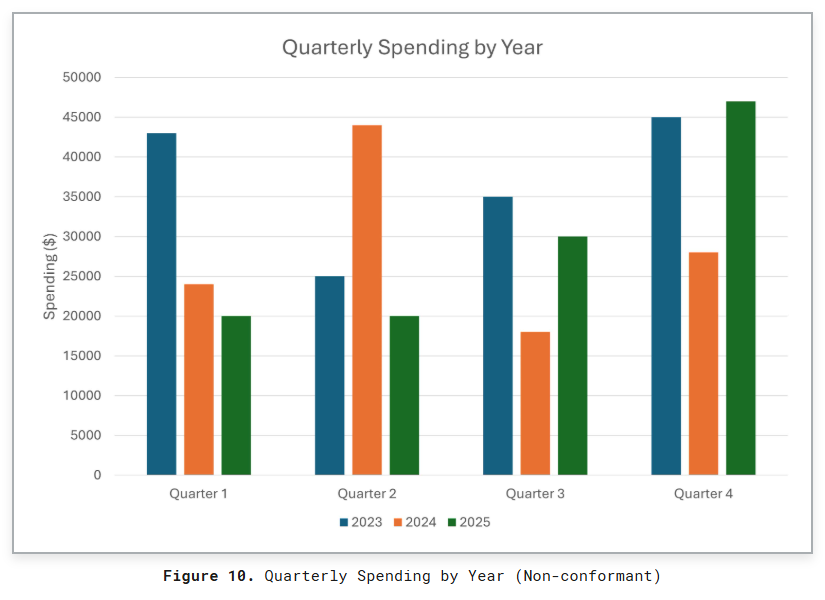 Quarterly Spending by Year
50000
45000
40000
35000
30000
25000
20000
15000
10000
5000
0
Spending ($)
Quarter 1 Quarter 2 Quarter 3 Quarter 4
2023 2024 2025
Figure 10. Quarterly Spending by Year (Non-conformant)